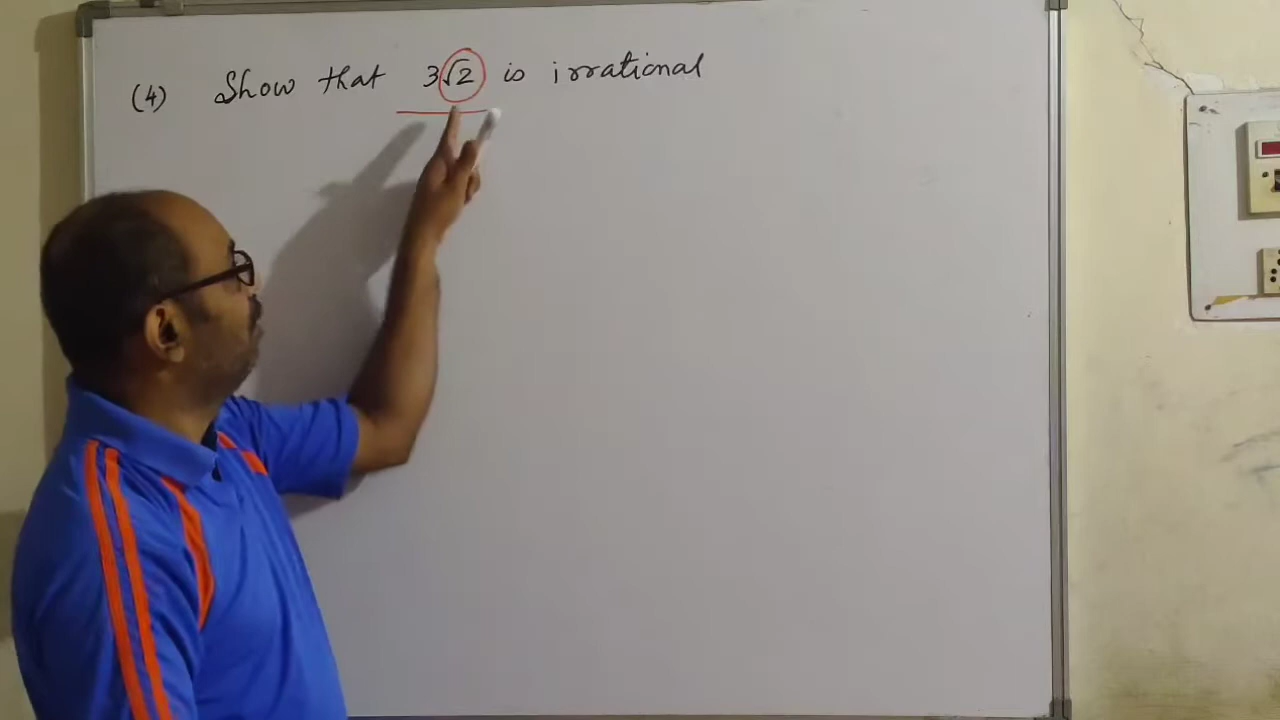 (4) Show that 3√2 is irrational